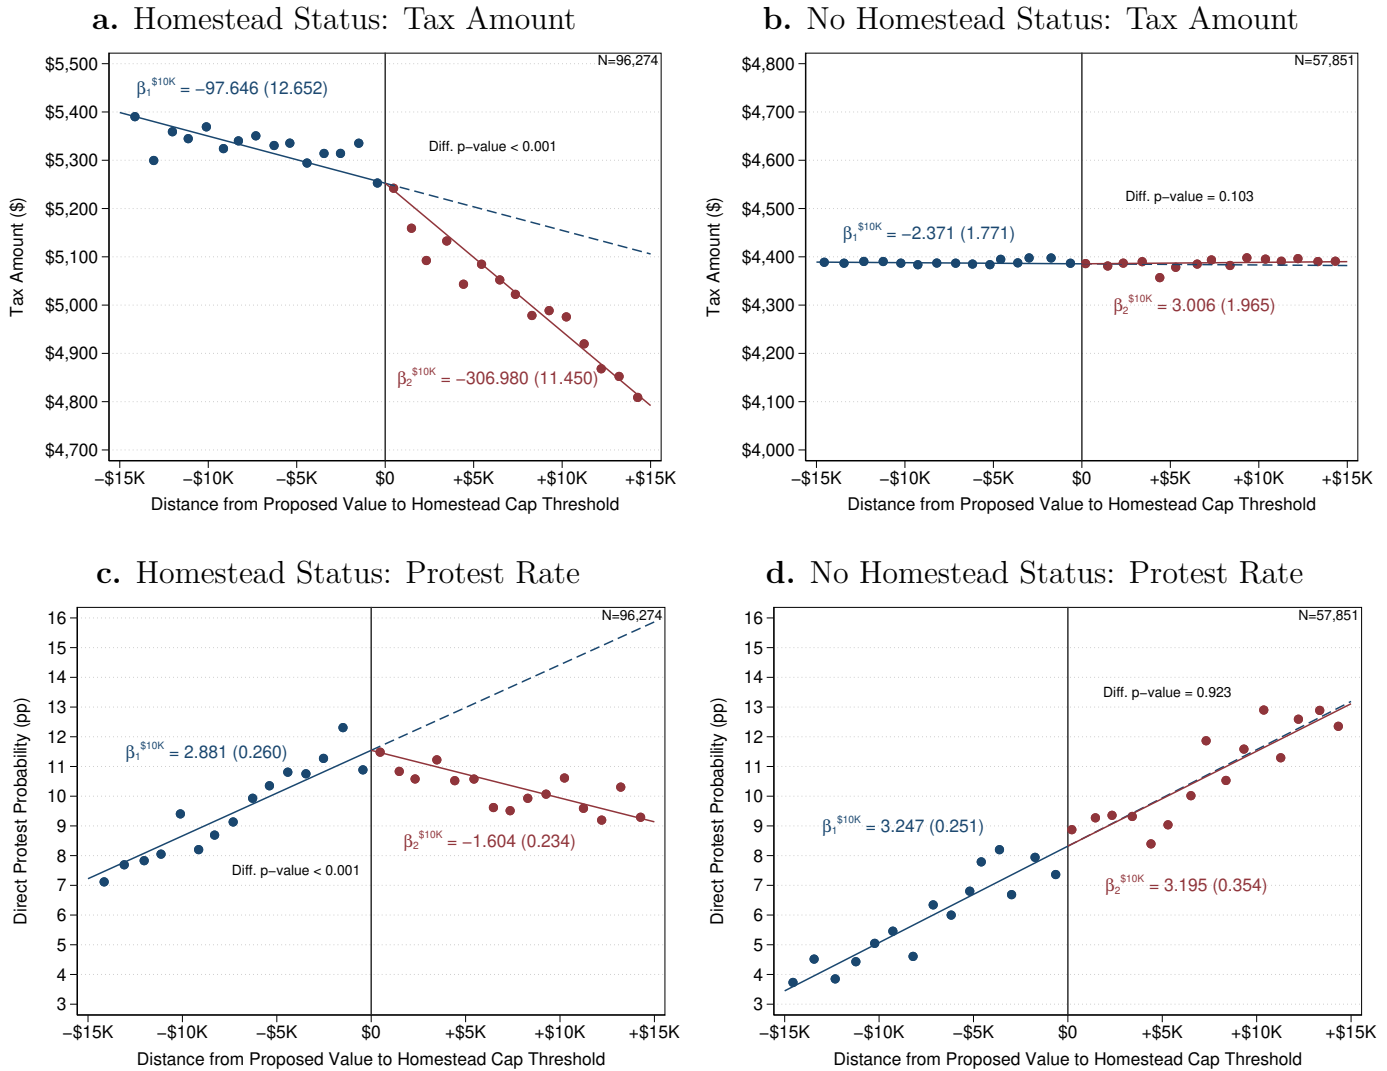 a. Homestead Status: Tax Amount
N=96,274
β₁^$10K = −97.646 (12.652)
Diff. p-value < 0.001
β₂^$10K = −306.980 (11.450)
Tax Amount ($)
$5,500
$5,400
$5,300
$5,200
$5,100
$5,000
$4,900
$4,800
$4,700
−$15K −$10K −$5K $0 +$5K +$10K +$15K
Distance from Proposed Value to Homestead Cap Threshold
b. No Homestead Status: Tax Amount
N=57,851
Diff. p-value = 0.103
β₁^$10K = −2.371 (1.771)
β₂^$10K = 3.006 (1.965)
Tax Amount ($)
$4,800
$4,700
$4,600
$4,500
$4,400
$4,300
$4,200
$4,100
$4,000
−$15K −$10K −$5K $0 +$5K +$10K +$15K
Distance from Proposed Value to Homestead Cap Threshold
c. Homestead Status: Protest Rate
N=96,274
β₁^$10K = 2.881 (0.260)
β₂^$10K = −1.604 (0.234)
Diff. p-value < 0.001
Direct Protest Probability (pp)
16
15
14
13
12
11
10
9
8
7
6
5
4
3
−$15K −$10K −$5K $0 +$5K +$10K +$15K
Distance from Proposed Value to Homestead Cap Threshold
d. No Homestead Status: Protest Rate
N=57,851
Diff. p-value = 0.923
β₁^$10K = 3.247 (0.251)
β₂^$10K = 3.195 (0.354)
Direct Protest Probability (pp)
16
15
14
13
12
11
10
9
8
7
6
5
4
3
−$15K −$10K −$5K $0 +$5K +$10K +$15K
Distance from Proposed Value to Homestead Cap Threshold